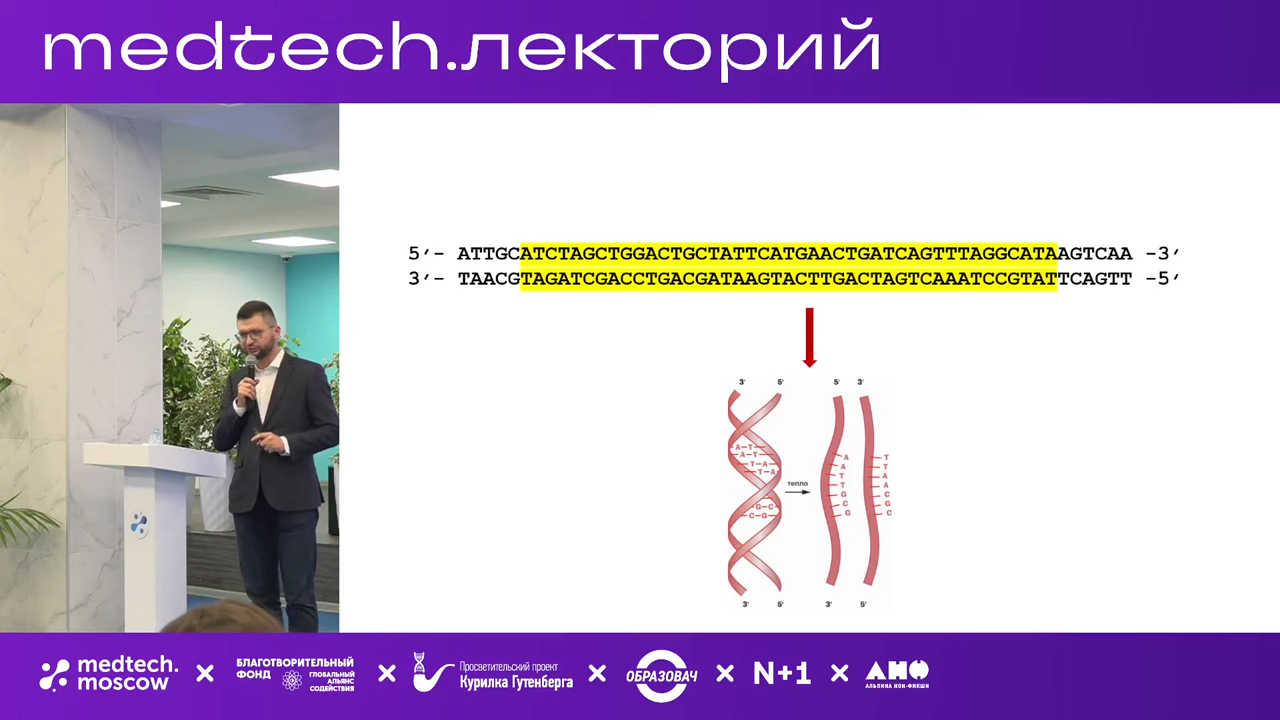 medtech.лекторий
5′- ATTGCATCTAGCTGGACTGCTATTCATGAACTGATCAGTTTAGGCATAAGTCAA -3′
3′- TAACGTAGATCGACCTGACGATAAGTACTTGACTAGTCAAATCCGTATTCAGTT -5′
3′ 5′ 5′ 3′
A-T
A-T
T-A
T-A
G-C
C-G
тепло
A
A
T
T
G
C
G
T
T
A
A
C
G
C
3′ 5′ 3′ 5′
medtech.
moscow
×
БЛАГОТВОРИТЕЛЬНЫЙ
ФОНД
ГЛОБАЛЬНЫЙ
АЛЬЯНС
СОДЕЙСТВИЯ
×
Просветительский проект
Курилка Гутенберга
×
ОБРАЗОВАЧ
×
N+1
×
АНФ
АЛЬПИНА НОН-ФИКШН